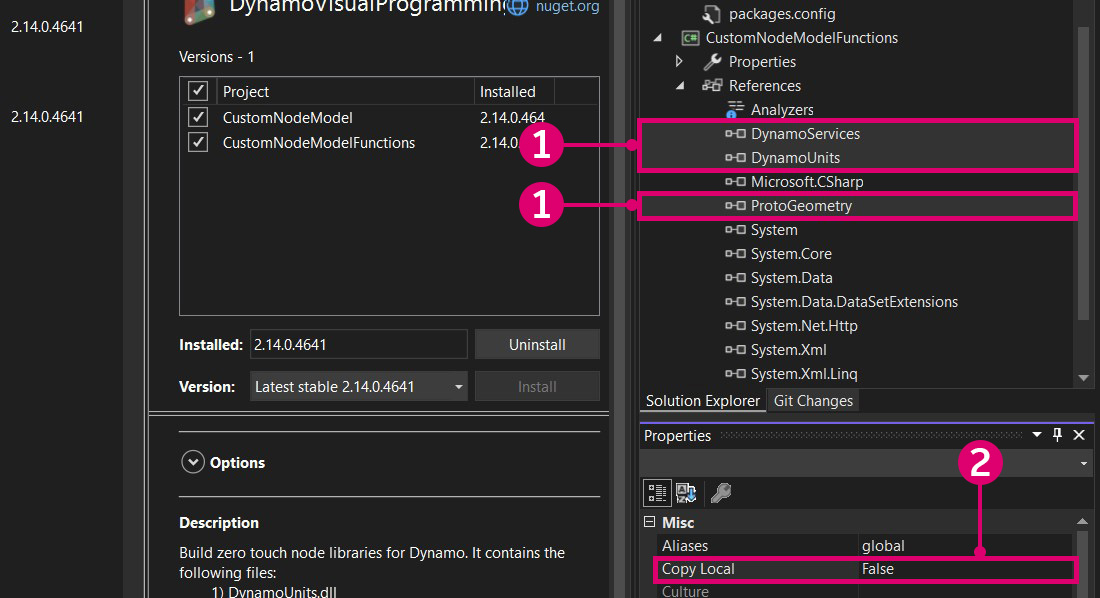 2.14.0.4641
2.14.0.4641
DynamoVisualProgramming
nuget.org
Versions - 1
Project Installed
CustomNodeModel 2.14.0.464
CustomNodeModelFunctions 2.14.0.
Installed: 2.14.0.4641 Uninstall
Version: Latest stable 2.14.0.4641 Install
Options
Description
Build zero touch node libraries for Dynamo. It contains the
following files:
1) DynamoUnits.dll
1
1
packages.config
C# CustomNodeModelFunctions
Properties
References
Analyzers
DynamoServices
DynamoUnits
Microsoft.CSharp
ProtoGeometry
System
System.Core
System.Data
System.Data.DataSetExtensions
System.Net.Http
System.Xml
System.Xml.Linq
Solution Explorer Git Changes
Properties
2
Misc
Aliases global
Copy Local False
Culture